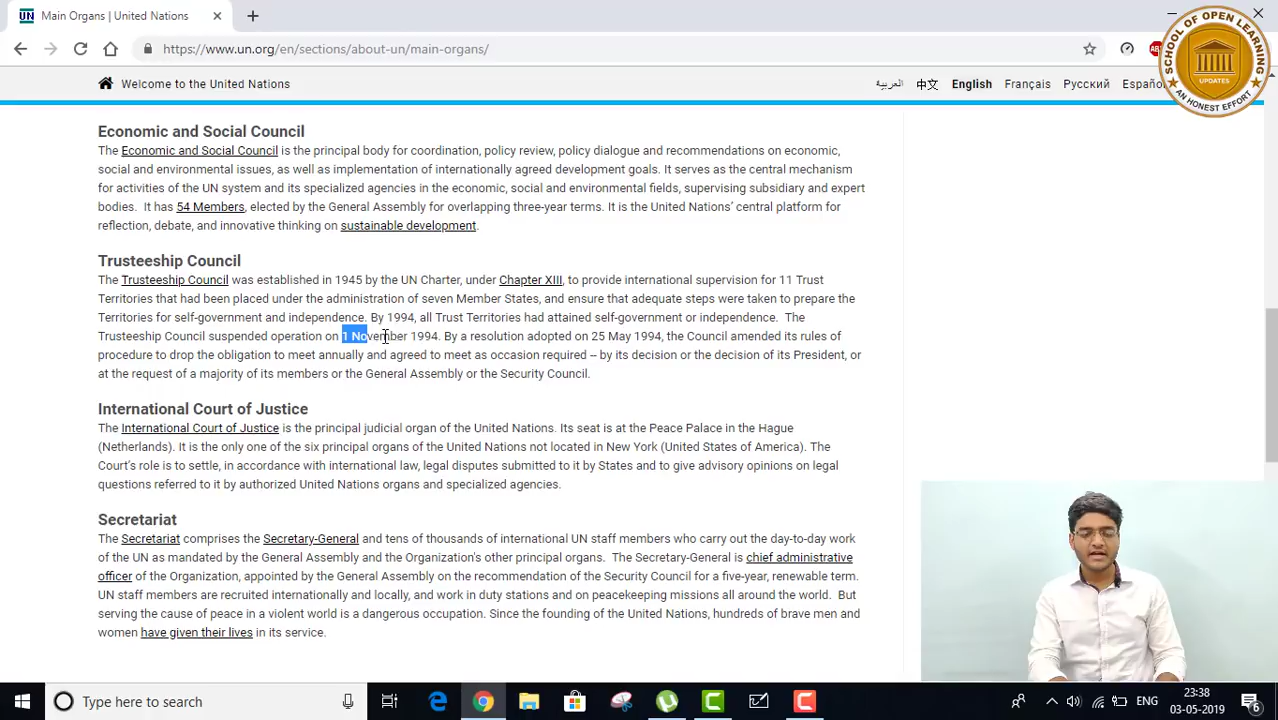 Main Organs | United Nations
https://www.un.org/en/sections/about-un/main-organs/
SCHOOL OF OPEN LEARNING
UPDATES
AN HONEST EFFORT
Welcome to the United Nations
العربية 中文 English Français Русский Español
Economic and Social Council
The Economic and Social Council is the principal body for coordination, policy review, policy dialogue and recommendations on economic,
social and environmental issues, as well as implementation of internationally agreed development goals. It serves as the central mechanism
for activities of the UN system and its specialized agencies in the economic, social and environmental fields, supervising subsidiary and expert
bodies. It has 54 Members, elected by the General Assembly for overlapping three-year terms. It is the United Nations’ central platform for
reflection, debate, and innovative thinking on sustainable development.
Trusteeship Council
The Trusteeship Council was established in 1945 by the UN Charter, under Chapter XIII, to provide international supervision for 11 Trust
Territories that had been placed under the administration of seven Member States, and ensure that adequate steps were taken to prepare the
Territories for self-government and independence. By 1994, all Trust Territories had attained self-government or independence. The
Trusteeship Council suspended operation on 1 November 1994. By a resolution adopted on 25 May 1994, the Council amended its rules of
procedure to drop the obligation to meet annually and agreed to meet as occasion required -- by its decision or the decision of its President, or
at the request of a majority of its members or the General Assembly or the Security Council.
International Court of Justice
The International Court of Justice is the principal judicial organ of the United Nations. Its seat is at the Peace Palace in the Hague
(Netherlands). It is the only one of the six principal organs of the United Nations not located in New York (United States of America). The
Court’s role is to settle, in accordance with international law, legal disputes submitted to it by States and to give advisory opinions on legal
questions referred to it by authorized United Nations organs and specialized agencies.
Secretariat
The Secretariat comprises the Secretary-General and tens of thousands of international UN staff members who carry out the day-to-day work
of the UN as mandated by the General Assembly and the Organization's other principal organs. The Secretary-General is chief administrative
officer of the Organization, appointed by the General Assembly on the recommendation of the Security Council for a five-year, renewable term.
UN staff members are recruited internationally and locally, and work in duty stations and on peacekeeping missions all around the world. But
serving the cause of peace in a violent world is a dangerous occupation. Since the founding of the United Nations, hundreds of brave men and
women have given their lives in its service.
Type here to search
ENG
23:38
03-05-2019
6